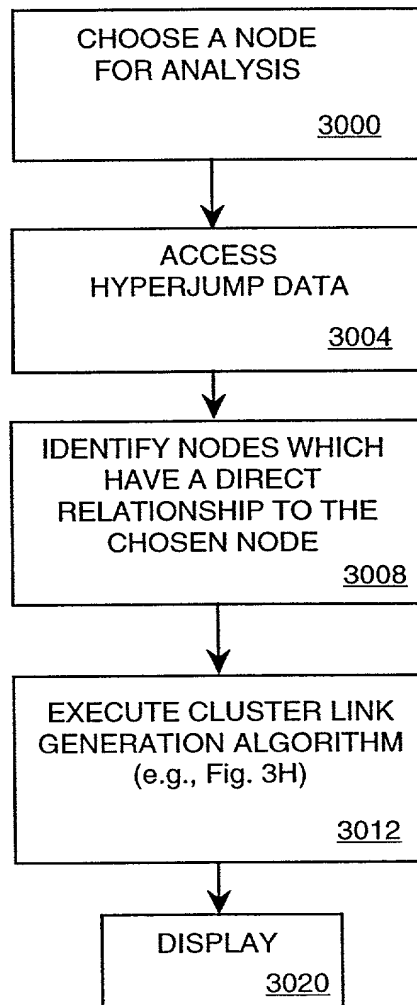 CHOOSE A NODE
FOR ANALYSIS
3000
ACCESS
HYPERJUMP DATA
3004
IDENTIFY NODES WHICH
HAVE A DIRECT
RELATIONSHIP TO THE
CHOSEN NODE
3008
EXECUTE CLUSTER LINK
GENERATION ALGORITHM
(e.g., Fig. 3H)
3012
DISPLAY
3020